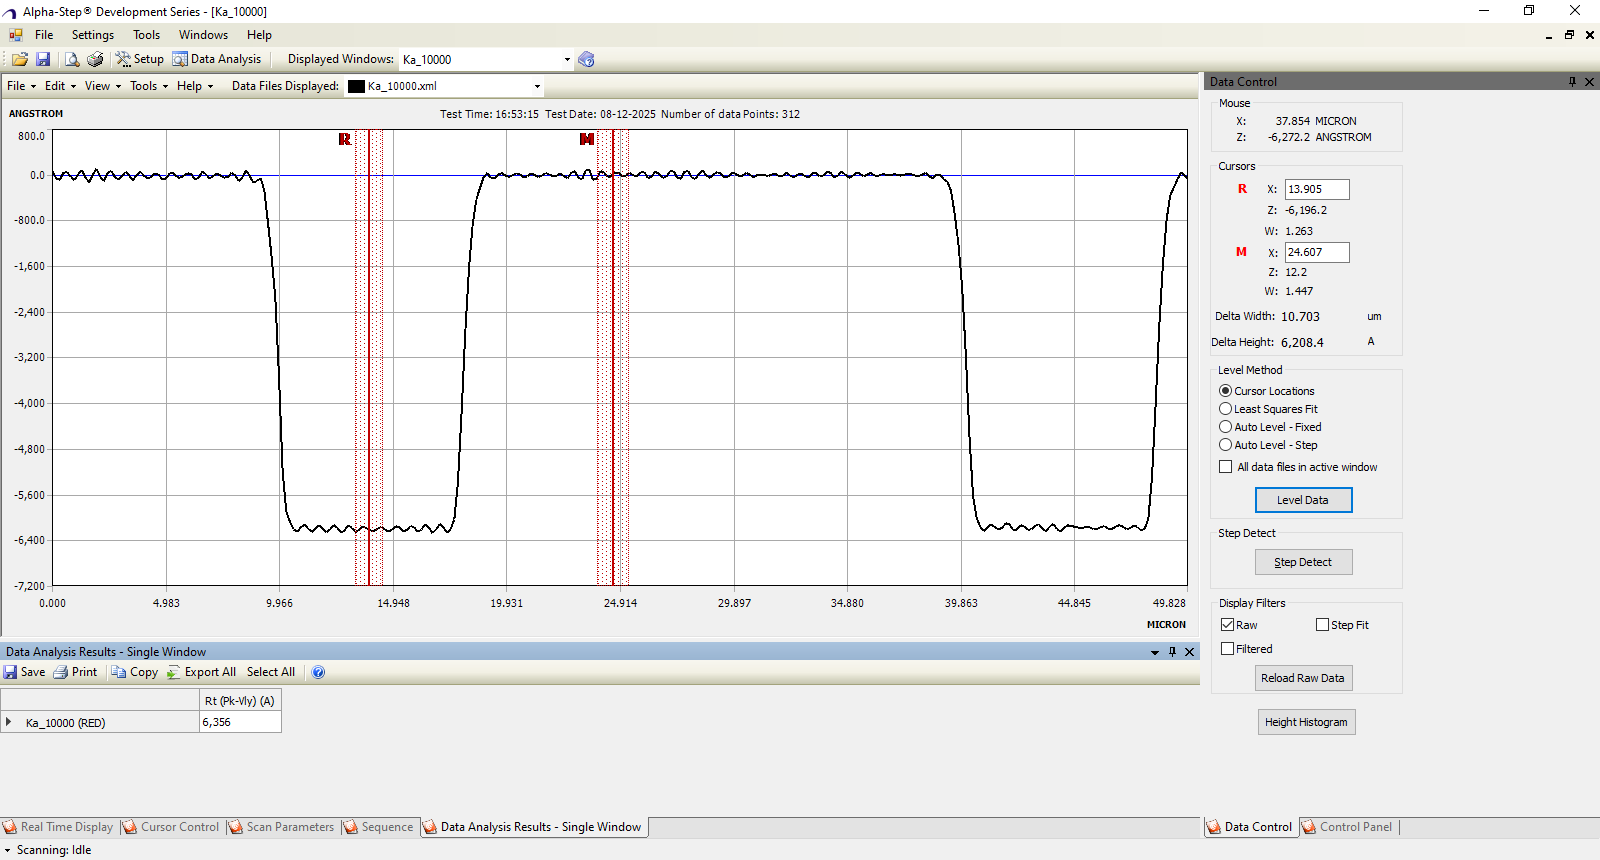 Alpha-Step® Development Series - [Ka_10000]
File Settings Tools Windows Help
Setup Data Analysis Displayed Windows: Ka_10000
File Edit View Tools Help Data Files Displayed: Ka_10000.xml
ANGSTROM
Test Time: 16:53:15 Test Date: 08-12-2025 Number of data Points: 312
R M
800.0
0.0
-800.0
-1,600
-2,400
-3,200
-4,000
-4,800
-5,600
-6,400
-7,200
0.000 4.983 9.966 14.948 19.931 24.914 29.897 34.880 39.863 44.845 49.828
MICRON
Data Analysis Results - Single Window
Save Print Copy Export All Select All
Rt (Pk-Vly) (A)
Ka_10000 (RED) 6,356
Real Time Display Cursor Control Scan Parameters Sequence Data Analysis Results - Single Window
Scanning: Idle
Data Control
Mouse
X: 37.854 MICRON
Z: -6,272.2 ANGSTROM
Cursors
R X: 13.905
Z: -6,196.2
W: 1.263
M X: 24.607
Z: 12.2
W: 1.447
Delta Width: 10.703 um
Delta Height: 6,208.4 A
Level Method
Cursor Locations
Least Squares Fit
Auto Level - Fixed
Auto Level - Step
All data files in active window
Level Data
Step Detect
Step Detect
Display Filters
Raw Step Fit
Filtered
Reload Raw Data
Height Histogram
Data Control Control Panel